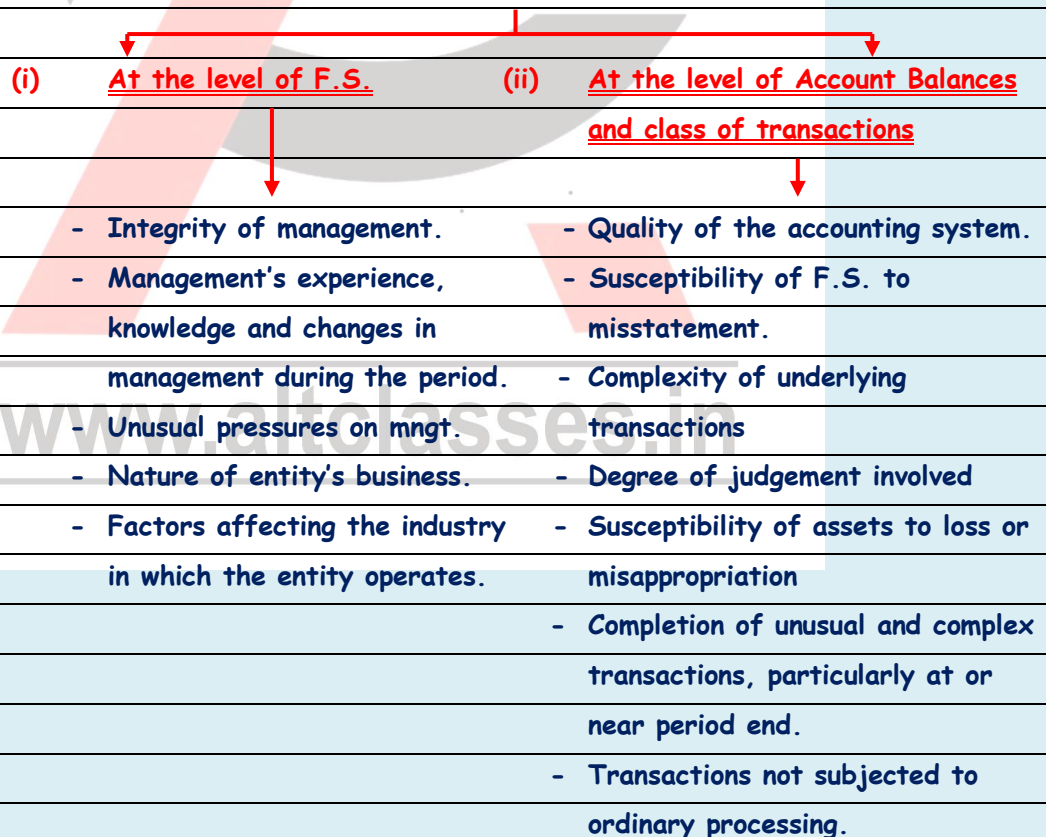 (i) At the level of F.S.
- Integrity of management.
- Management's experience,
knowledge and changes in
management during the period.
- Unusual pressures on mngt.
- Nature of entity's business.
- Factors affecting the industry
in which the entity operates.
(ii) At the level of Account Balances
and class of transactions
- Quality of the accounting system.
- Susceptibility of F.S. to
misstatement.
- Complexity of underlying
transactions
- Degree of judgement involved
- Susceptibility of assets to loss or
misappropriation
- Completion of unusual and complex
transactions, particularly at or
near period end.
- Transactions not subjected to
ordinary processing.
www.altclasses.in